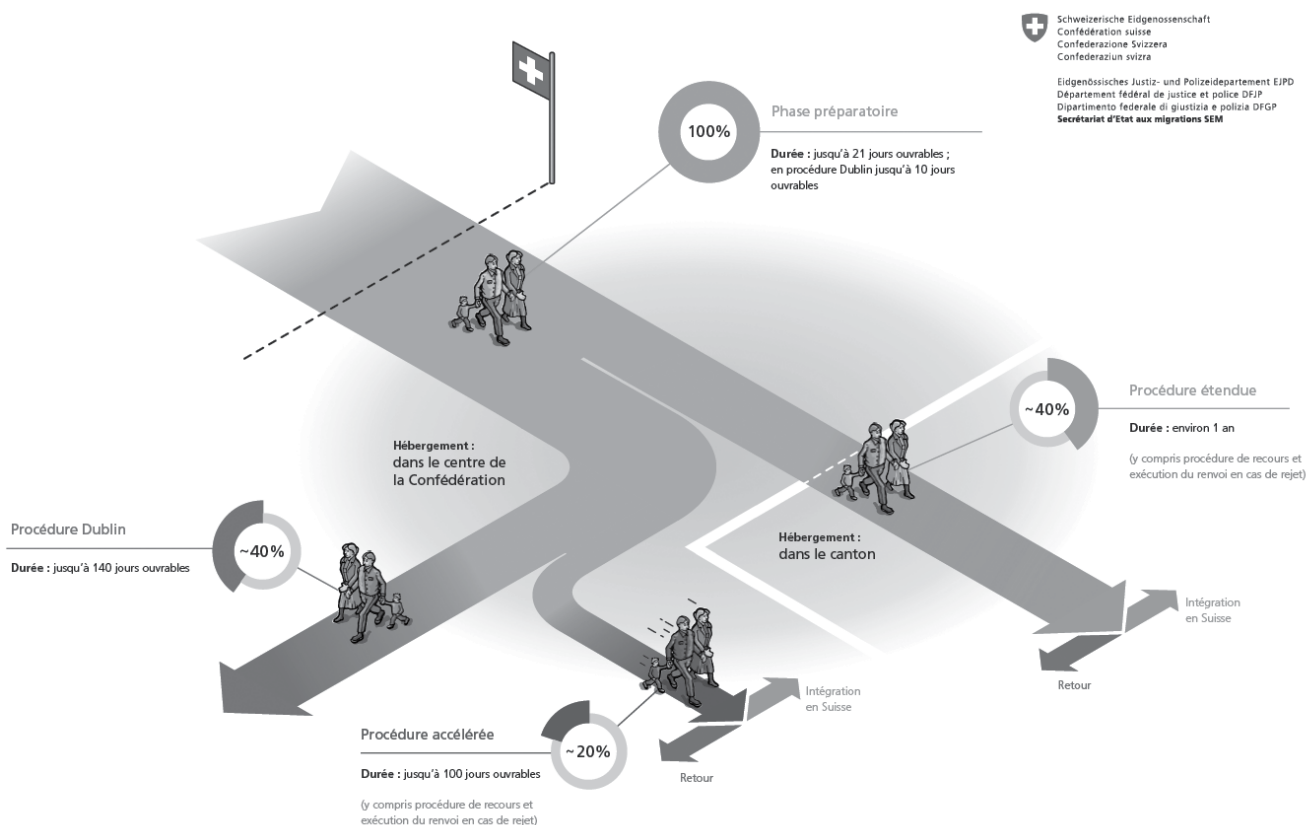 Schweizerische Eidgenossenschaft
Confédération suisse
Confederazione Svizzera
Confederaziun svizra
Eidgenössisches Justiz- und Polizeidepartement EJPD
Département fédéral de justice et police DFJP
Dipartimento federale di giustizia e polizia DFGP
Secrétariat d'Etat aux migrations SEM
100%
Phase préparatoire
Durée : jusqu'à 21 jours ouvrables ;
en procédure Dublin jusqu'à 10 jours
ouvrables
~40%
Procédure étendue
Durée : environ 1 an
(y compris procédure de recours et
exécution du renvoi en cas de rejet)
Hébergement :
dans le centre de
la Confédération
Hébergement :
dans le canton
Procédure Dublin
Durée : jusqu'à 140 jours ouvrables
~40%
Intégration
en Suisse
Retour
Intégration
en Suisse
Retour
Procédure accélérée
Durée : jusqu'à 100 jours ouvrables
(y compris procédure de recours et
exécution du renvoi en cas de rejet)
~20%